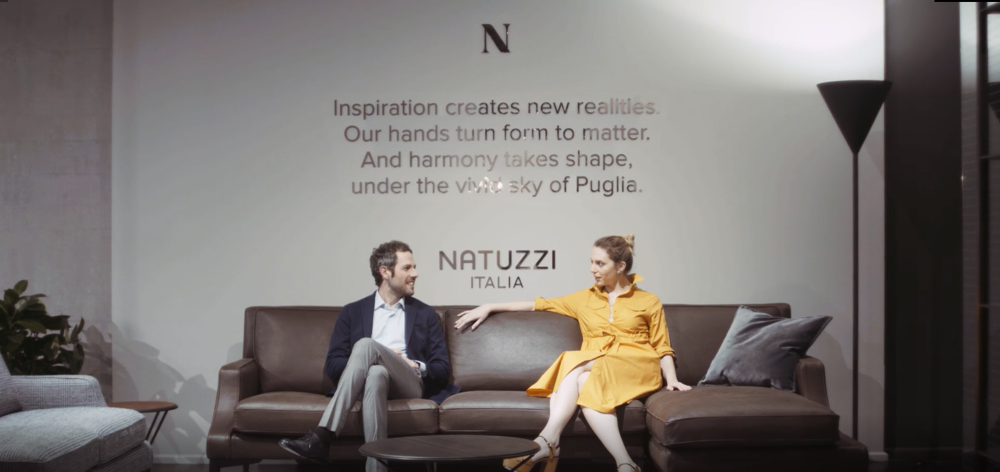 N
Inspiration creates new realities.
Our hands turn form to matter.
And harmony takes shape,
under the vivid sky of Puglia.
NATUZZI
ITALIA